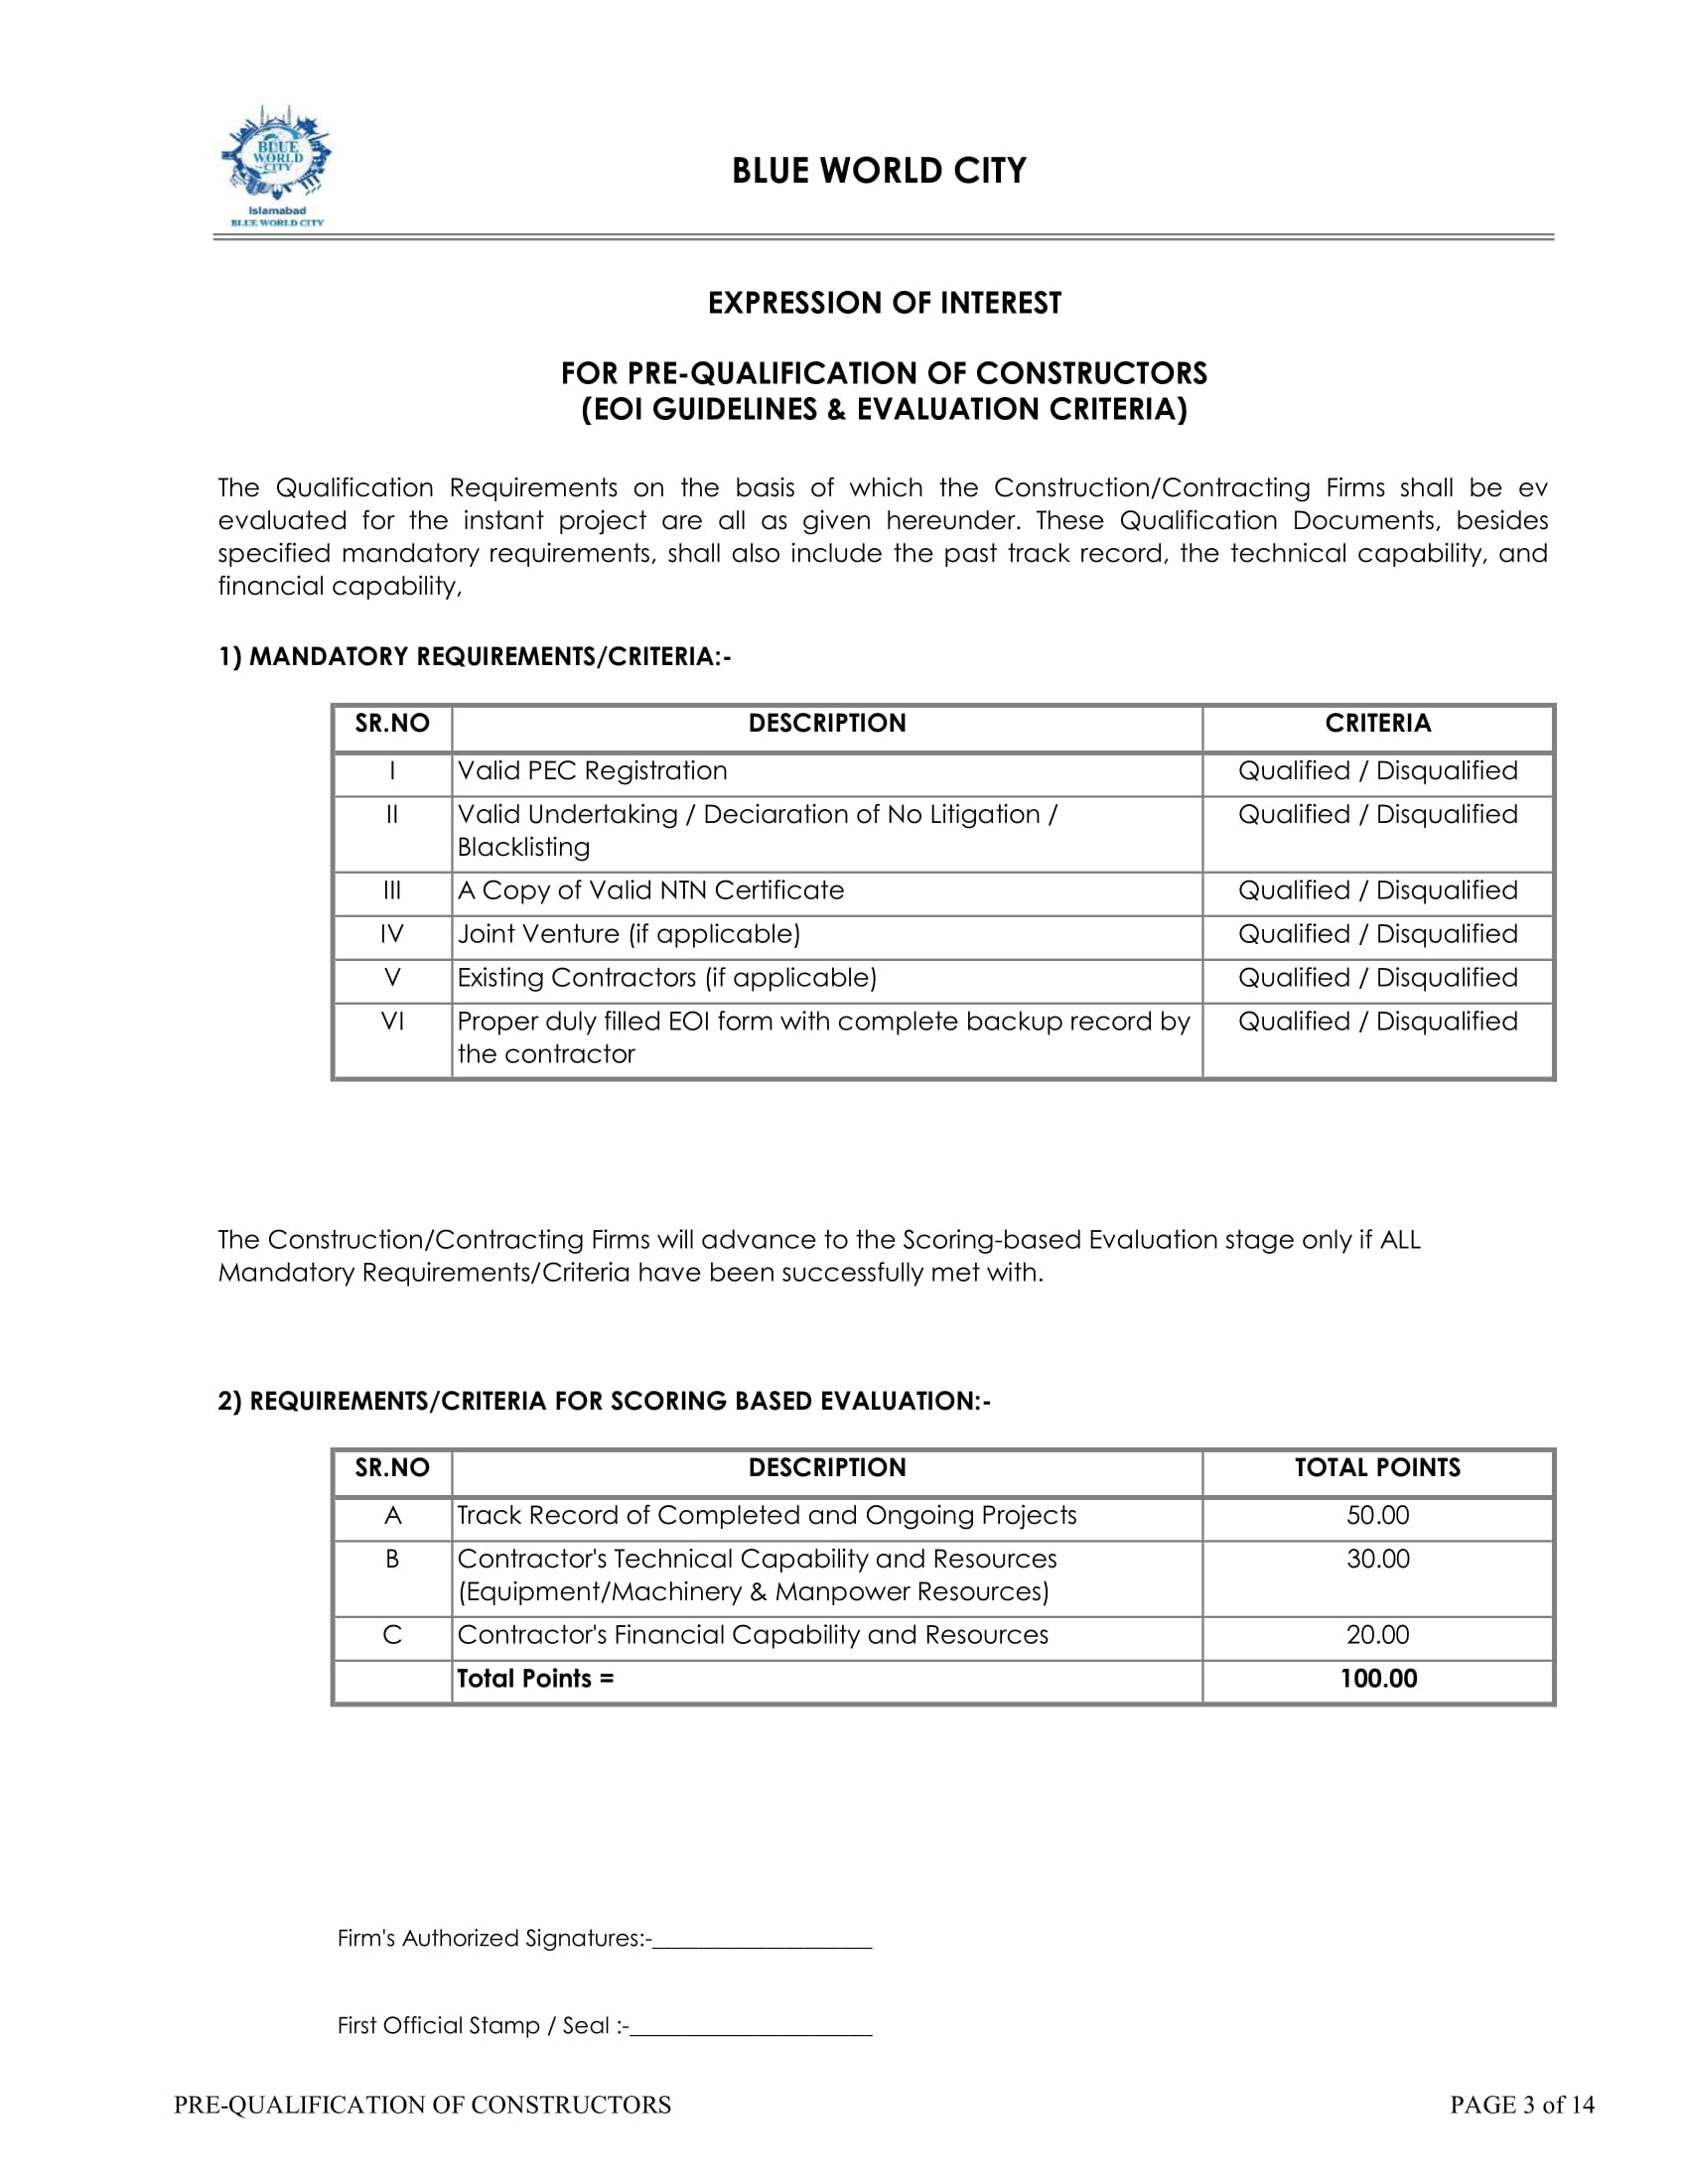 BLUE
WORLD
CITY
Islamabad
BLUE WORLD CITY
BLUE WORLD CITY
EXPRESSION OF INTEREST
FOR PRE-QUALIFICATION OF CONSTRUCTORS
(EOI GUIDELINES & EVALUATION CRITERIA)
The Qualification Requirements on the basis of which the Construction/Contracting Firms shall be ev
evaluated for the instant project are all as given hereunder. These Qualification Documents, besides
specified mandatory requirements, shall also include the past track record, the technical capability, and
financial capability,
1) MANDATORY REQUIREMENTS/CRITERIA:-
SR.NO DESCRIPTION CRITERIA
I Valid PEC Registration Qualified / Disqualified
II Valid Undertaking / Deciaration of No Litigation / Qualified / Disqualified
Blacklisting
III A Copy of Valid NTN Certificate Qualified / Disqualified
IV Joint Venture (if applicable) Qualified / Disqualified
V Existing Contractors (if applicable) Qualified / Disqualified
VI Proper duly filled EOI form with complete backup record by Qualified / Disqualified
the contractor
The Construction/Contracting Firms will advance to the Scoring-based Evaluation stage only if ALL
Mandatory Requirements/Criteria have been successfully met with.
2) REQUIREMENTS/CRITERIA FOR SCORING BASED EVALUATION:-
SR.NO DESCRIPTION TOTAL POINTS
A Track Record of Completed and Ongoing Projects 50.00
B Contractor's Technical Capability and Resources 30.00
(Equipment/Machinery & Manpower Resources)
C Contractor's Financial Capability and Resources 20.00
Total Points = 100.00
Firm's Authorized Signatures:-__________________
First Official Stamp / Seal :-____________________
PRE-QUALIFICATION OF CONSTRUCTORS PAGE 3 of 14